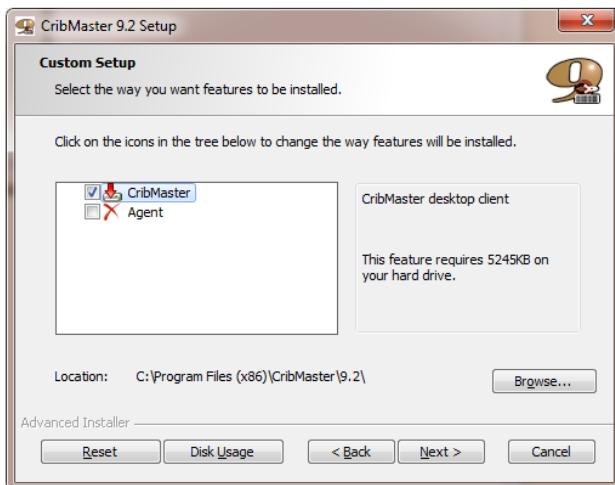 CribMaster 9.2 Setup
Custom Setup
Select the way you want features to be installed.
Click on the icons in the tree below to change the way features will be installed.
CribMaster
Agent
CribMaster desktop client
This feature requires 5245KB on
your hard drive.
Location: C:\Program Files (x86)\CribMaster\9.2\
Browse...
Advanced Installer
Reset Disk Usage < Back Next > Cancel